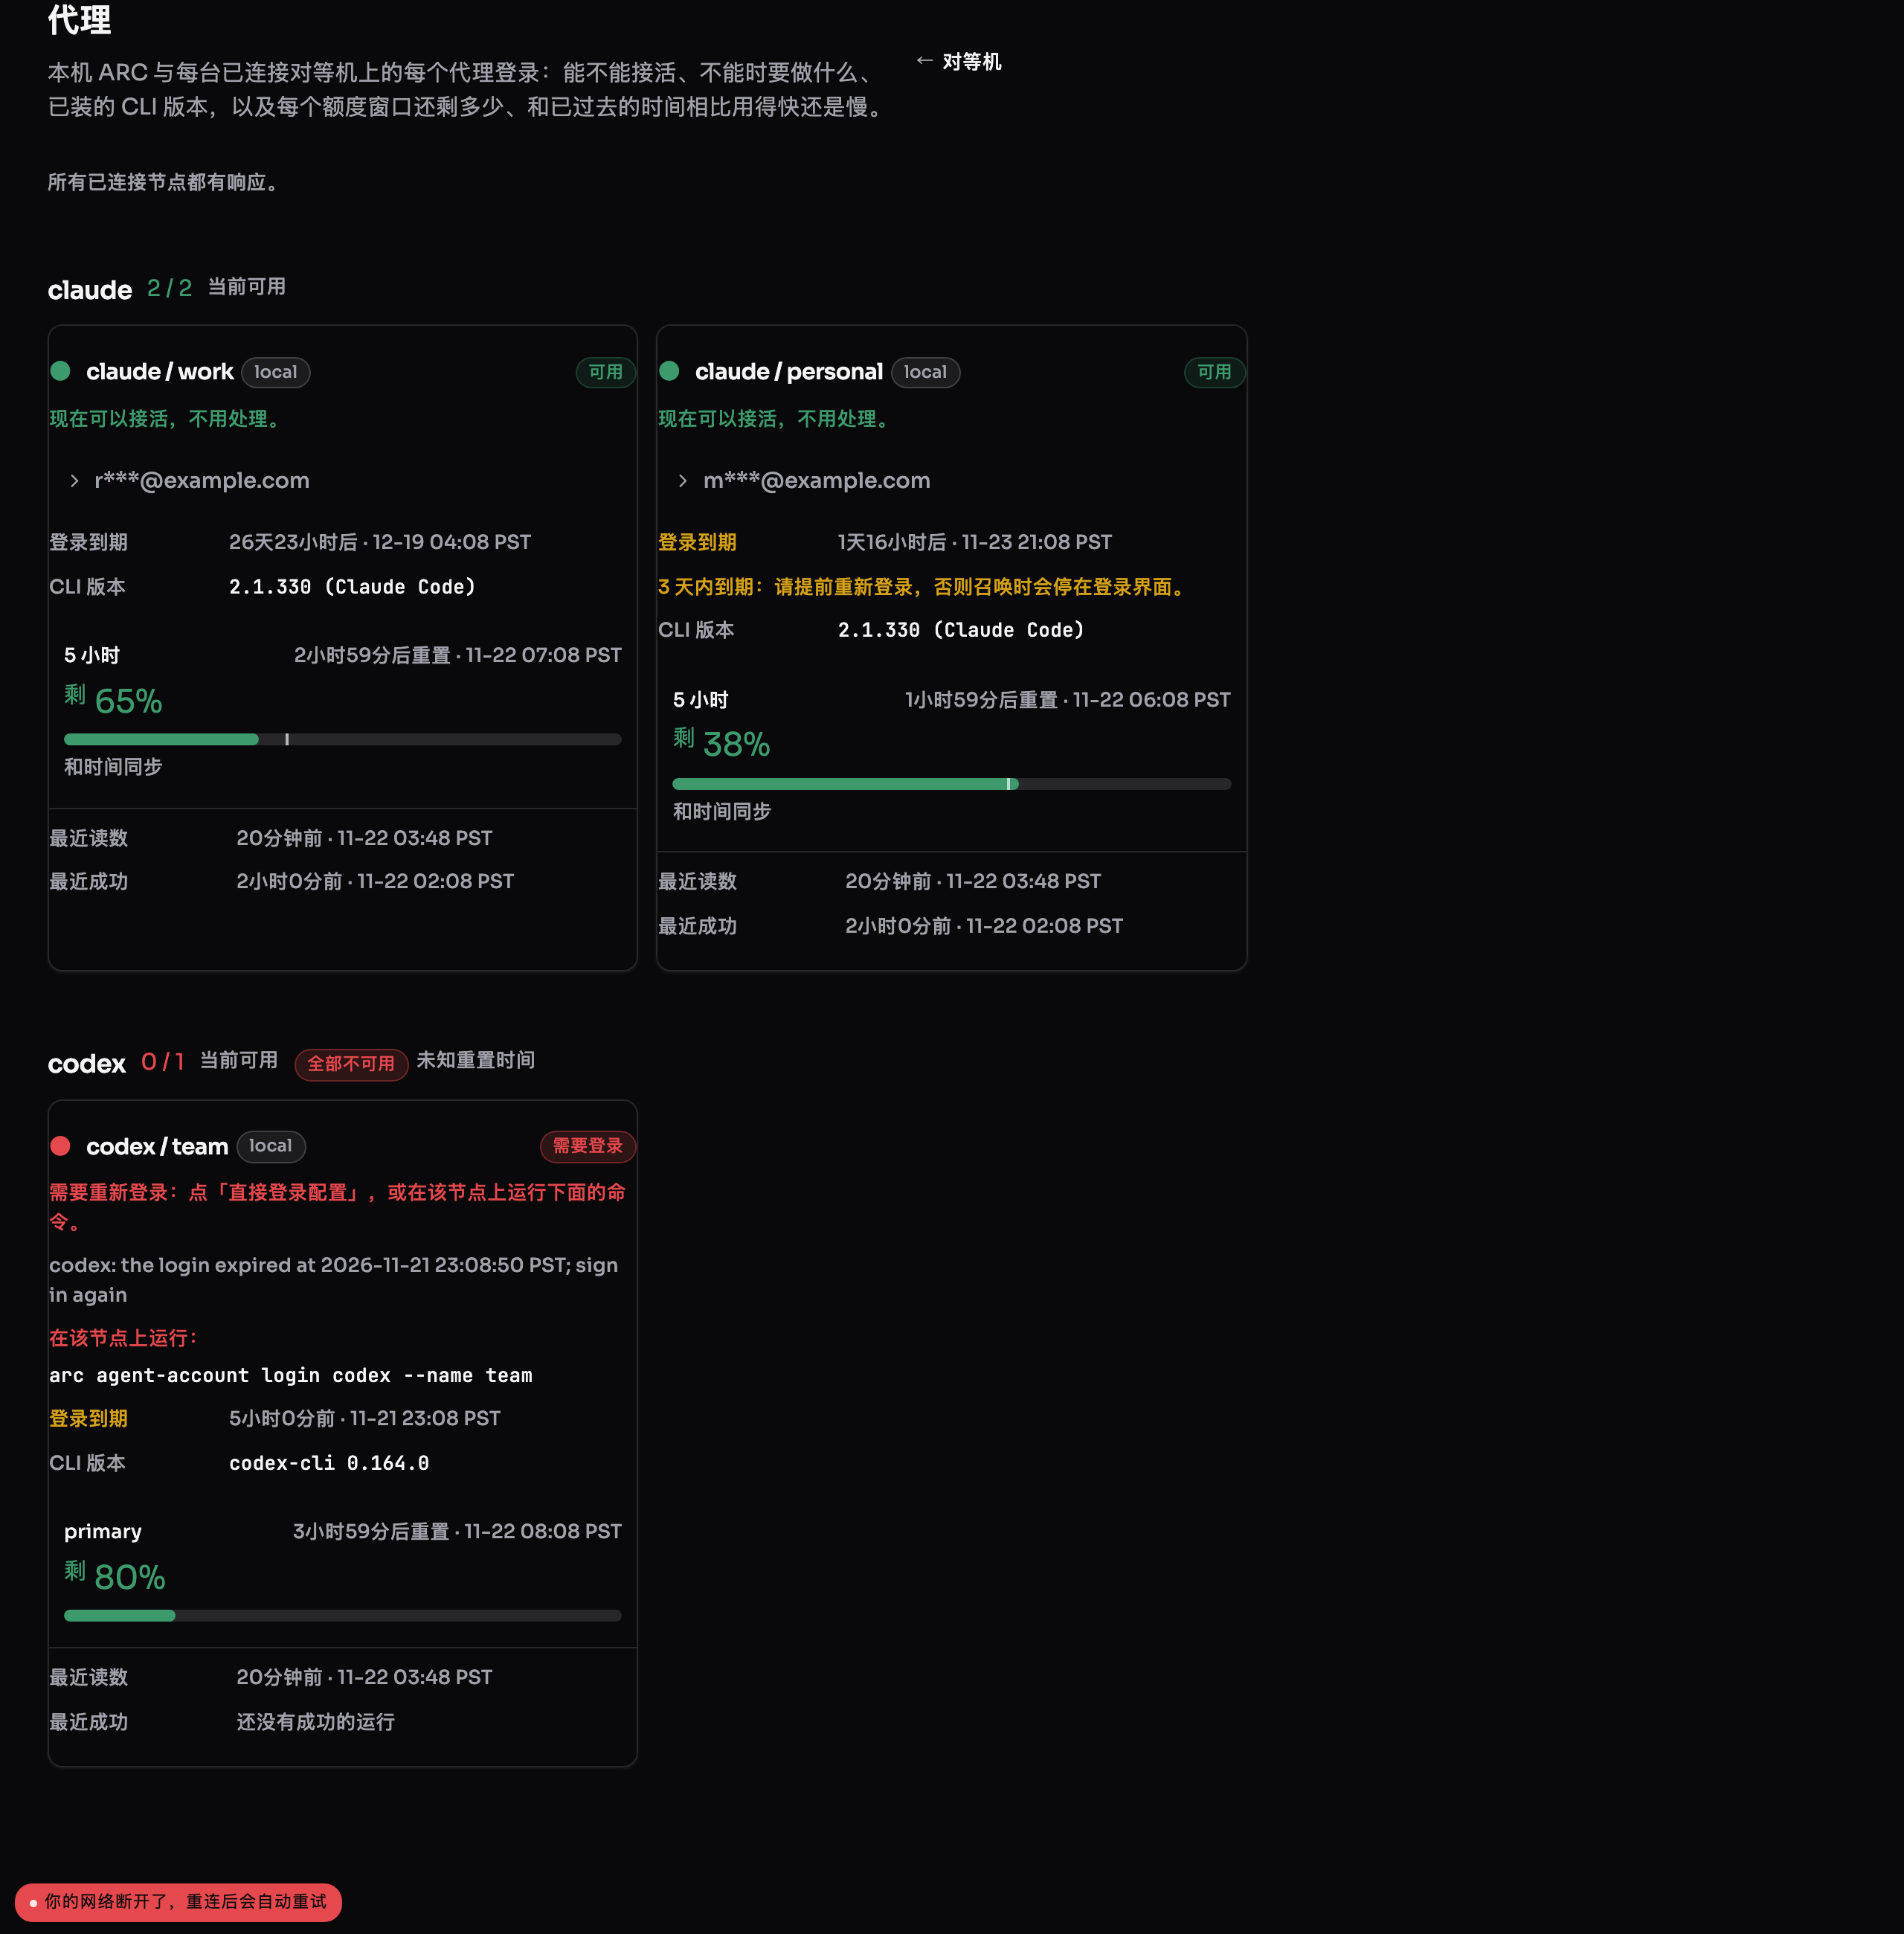 代理
本机 ARC 与每台已连接对等机上的每个代理登录：能不能接活、不能时要做什么、
已装的 CLI 版本，以及每个额度窗口还剩多少、和已过去的时间相比用得快还是慢。
← 对等机
所有已连接节点都有响应。
claude 2 / 2 当前可用
claude / work local 可用
现在可以接活，不用处理。
r***@example.com
登录到期 26天23小时后 · 12-19 04:08 PST
CLI 版本 2.1.330 (Claude Code)
5 小时 2小时59分后重置 · 11-22 07:08 PST
剩 65%
和时间同步
最近读数 20分钟前 · 11-22 03:48 PST
最近成功 2小时0分前 · 11-22 02:08 PST
claude / personal local 可用
现在可以接活，不用处理。
m***@example.com
登录到期 1天16小时后 · 11-23 21:08 PST
3 天内到期：请提前重新登录，否则召唤时会停在登录界面。
CLI 版本 2.1.330 (Claude Code)
5 小时 1小时59分后重置 · 11-22 06:08 PST
剩 38%
和时间同步
最近读数 20分钟前 · 11-22 03:48 PST
最近成功 2小时0分前 · 11-22 02:08 PST
codex 0 / 1 当前可用 全部不可用 未知重置时间
codex / team local 需要登录
需要重新登录：点「直接登录配置」，或在该节点上运行下面的命
令。
codex: the login expired at 2026-11-21 23:08:50 PST; sign
in again
在该节点上运行：
arc agent-account login codex --name team
登录到期 5小时0分前 · 11-21 23:08 PST
CLI 版本 codex-cli 0.164.0
primary 3小时59分后重置 · 11-22 08:08 PST
剩 80%
最近读数 20分钟前 · 11-22 03:48 PST
最近成功 还没有成功的运行
你的网络断开了，重连后会自动重试